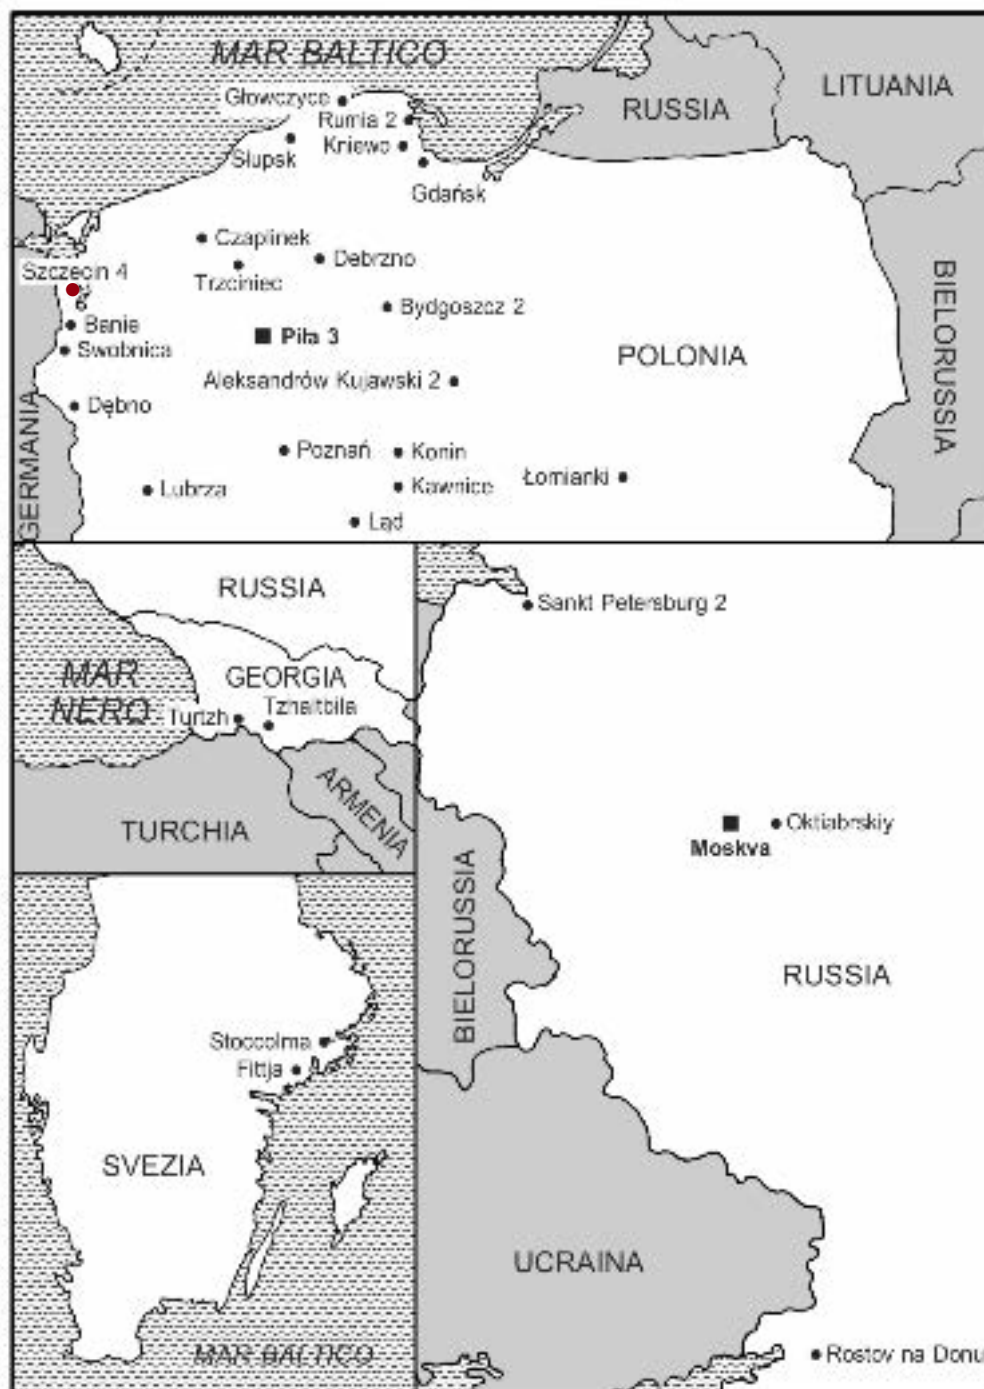 MAR BALTICO
LITUANIA
RUSSIA
Głowczyce
Rumia 2
Słupsk
Kniewo
Gdańsk
Czaplinek
Debrzno
Szczecin 4
Trzciniec
BIELORUSSIA
Bydgoszcz 2
Banie
Piła 3
Swobnica
POLONIA
Aleksandrów Kujawski 2
Dębno
GERMANIA
Poznań
Konin
Łomianki
Lubrza
Kawnice
Ląd
RUSSIA
MAR
NERO
GEORGIA
Tzhaltbila
Turtzh
ARMENIA
TURCHIA
Sankt Petersburg 2
Oktiabrskiy
Moskva
BIELORUSSIA
RUSSIA
Stoccolma
Fittja
SVEZIA
MAR BALTICO
UCRAINA
Rostov na Donu